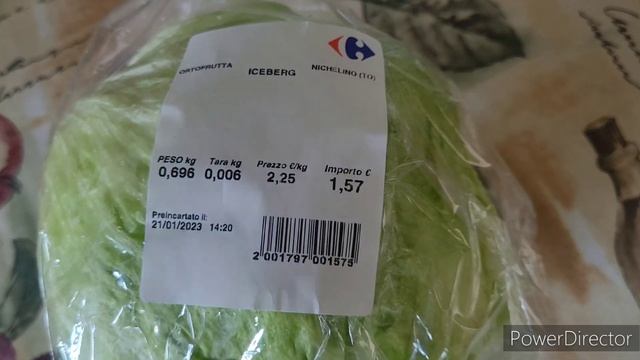 ORTOFRUTTA ICEBERG NICHELINO (TO)
PESO kg Tara kg Prezzo €/kg Importo €
0,696 0,006 2,25 1,57
Preincartato il:
21/01/2023 14:20
2 001797 001575
PowerDirector